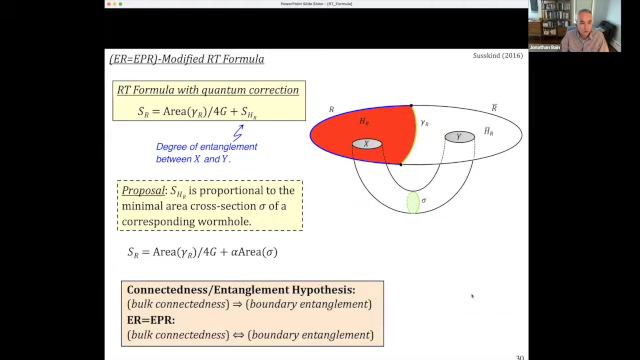 PowerPoint Slide Show - [RT_Formula]
(ER=EPR)-Modified RT Formula
Susskind (2016)
RT Formula with quantum correction
S_R = Area(γ_R)/4G + S_{H_R}
Degree of entanglement
between X and Y.
Proposal: S_{H_R} is proportional to the
minimal area cross-section σ of a
corresponding wormhole.
S_R = Area(γ_R)/4G + αArea(σ)
R
R̅
H_R
γ_R
H̅_R
X
Y
σ
Connectedness/Entanglement Hypothesis:
(bulk connectedness) ⇒ (boundary entanglement)
ER=EPR:
(bulk connectedness) ⇔ (boundary entanglement)
30
Jonathan Bain